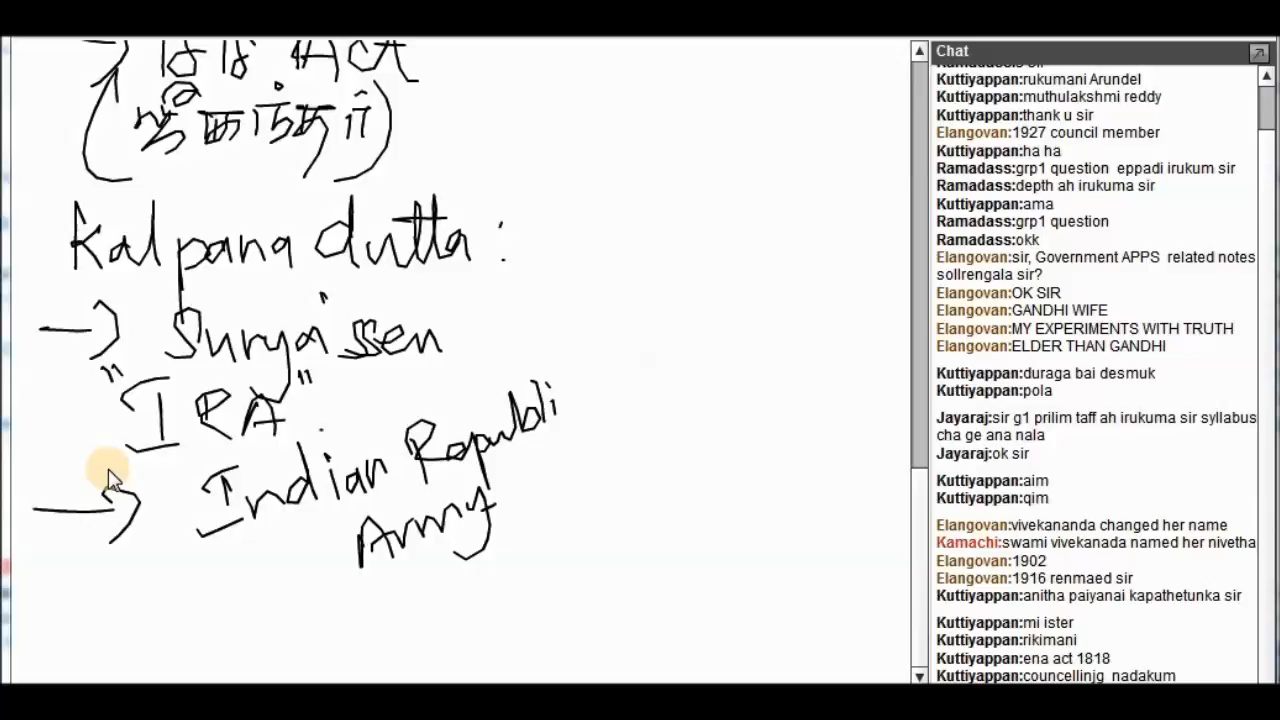 Kalpana dutta :
→ Surya ssen
"IRA"
→ Indian Republi
Army
Chat
Kuttiyappan:rukumani Arundel
Kuttiyappan:muthulakshmi reddy
Kuttiyappan:thank u sir
Elangovan:1927 council member
Kuttiyappan:ha ha
Ramadass:grp1 question eppadi irukum sir
Ramadass:depth ah irukuma sir
Kuttiyappan:ama
Ramadass:grp1 question
Ramadass:okk
Elangovan:sir, Government APPS related notes
sollrengala sir?
Elangovan:OK SIR
Elangovan:GANDHI WIFE
Elangovan:MY EXPERIMENTS WITH TRUTH
Elangovan:ELDER THAN GANDHI
Kuttiyappan:duraga bai desmuk
Kuttiyappan:pola
Jayaraj:sir g1 prilim taff ah irukuma sir syllabus
cha ge ana nala
Jayaraj:ok sir
Kuttiyappan:aim
Kuttiyappan:qim
Elangovan:vivekananda changed her name
Kamachi:swami vivekanada named her nivetha
Elangovan:1902
Elangovan:1916 renmaed sir
Kuttiyappan:anitha paiyanai kapathetunka sir
Kuttiyappan:mi ister
Kuttiyappan:rikimani
Kuttiyappan:ena act 1818
Kuttiyappan:councellinjg nadakum